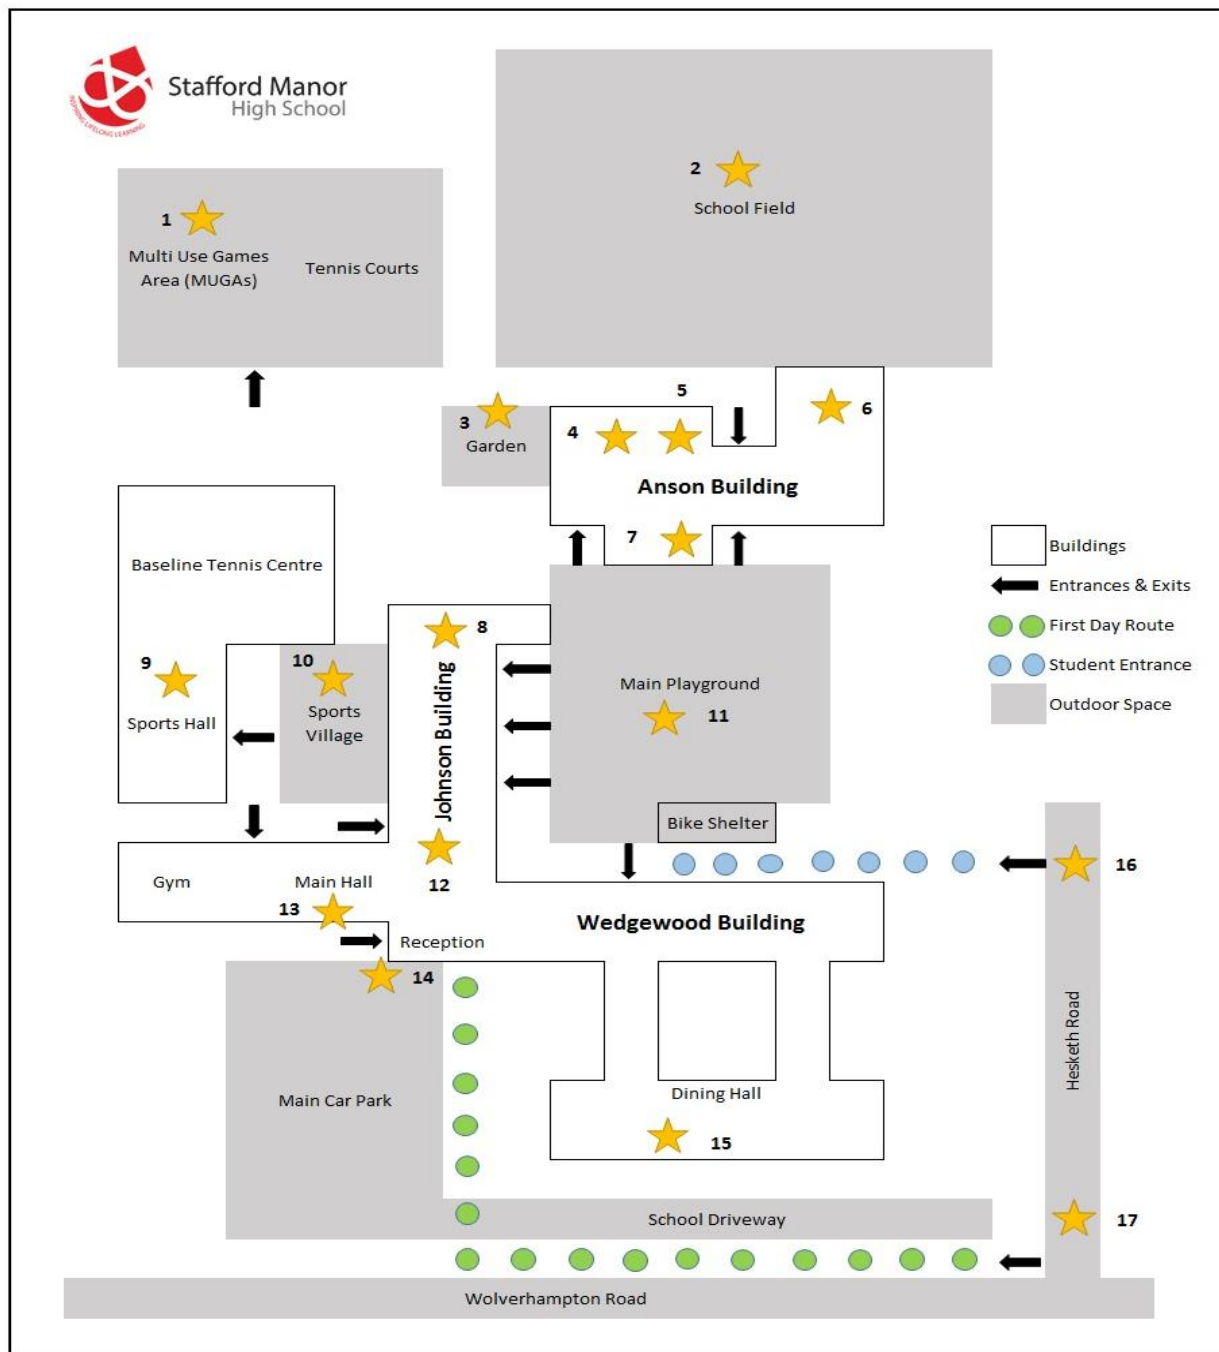 Stafford Manor
High School
INSPIRING LIFELONG LEARNING
2
School Field
1
Multi Use Games
Area (MUGAs)
Tennis Courts
5
3
Garden
4
6
Anson Building
7
Buildings
Entrances & Exits
First Day Route
Student Entrance
Outdoor Space
Baseline Tennis Centre
8
9
Sports Hall
10
Sports
Village
Johnson Building
Main Playground
11
Bike Shelter
16
Gym
Main Hall
12
13
Wedgewood Building
Reception
14
Hesketh Road
Main Car Park
Dining Hall
15
School Driveway
17
Wolverhampton Road